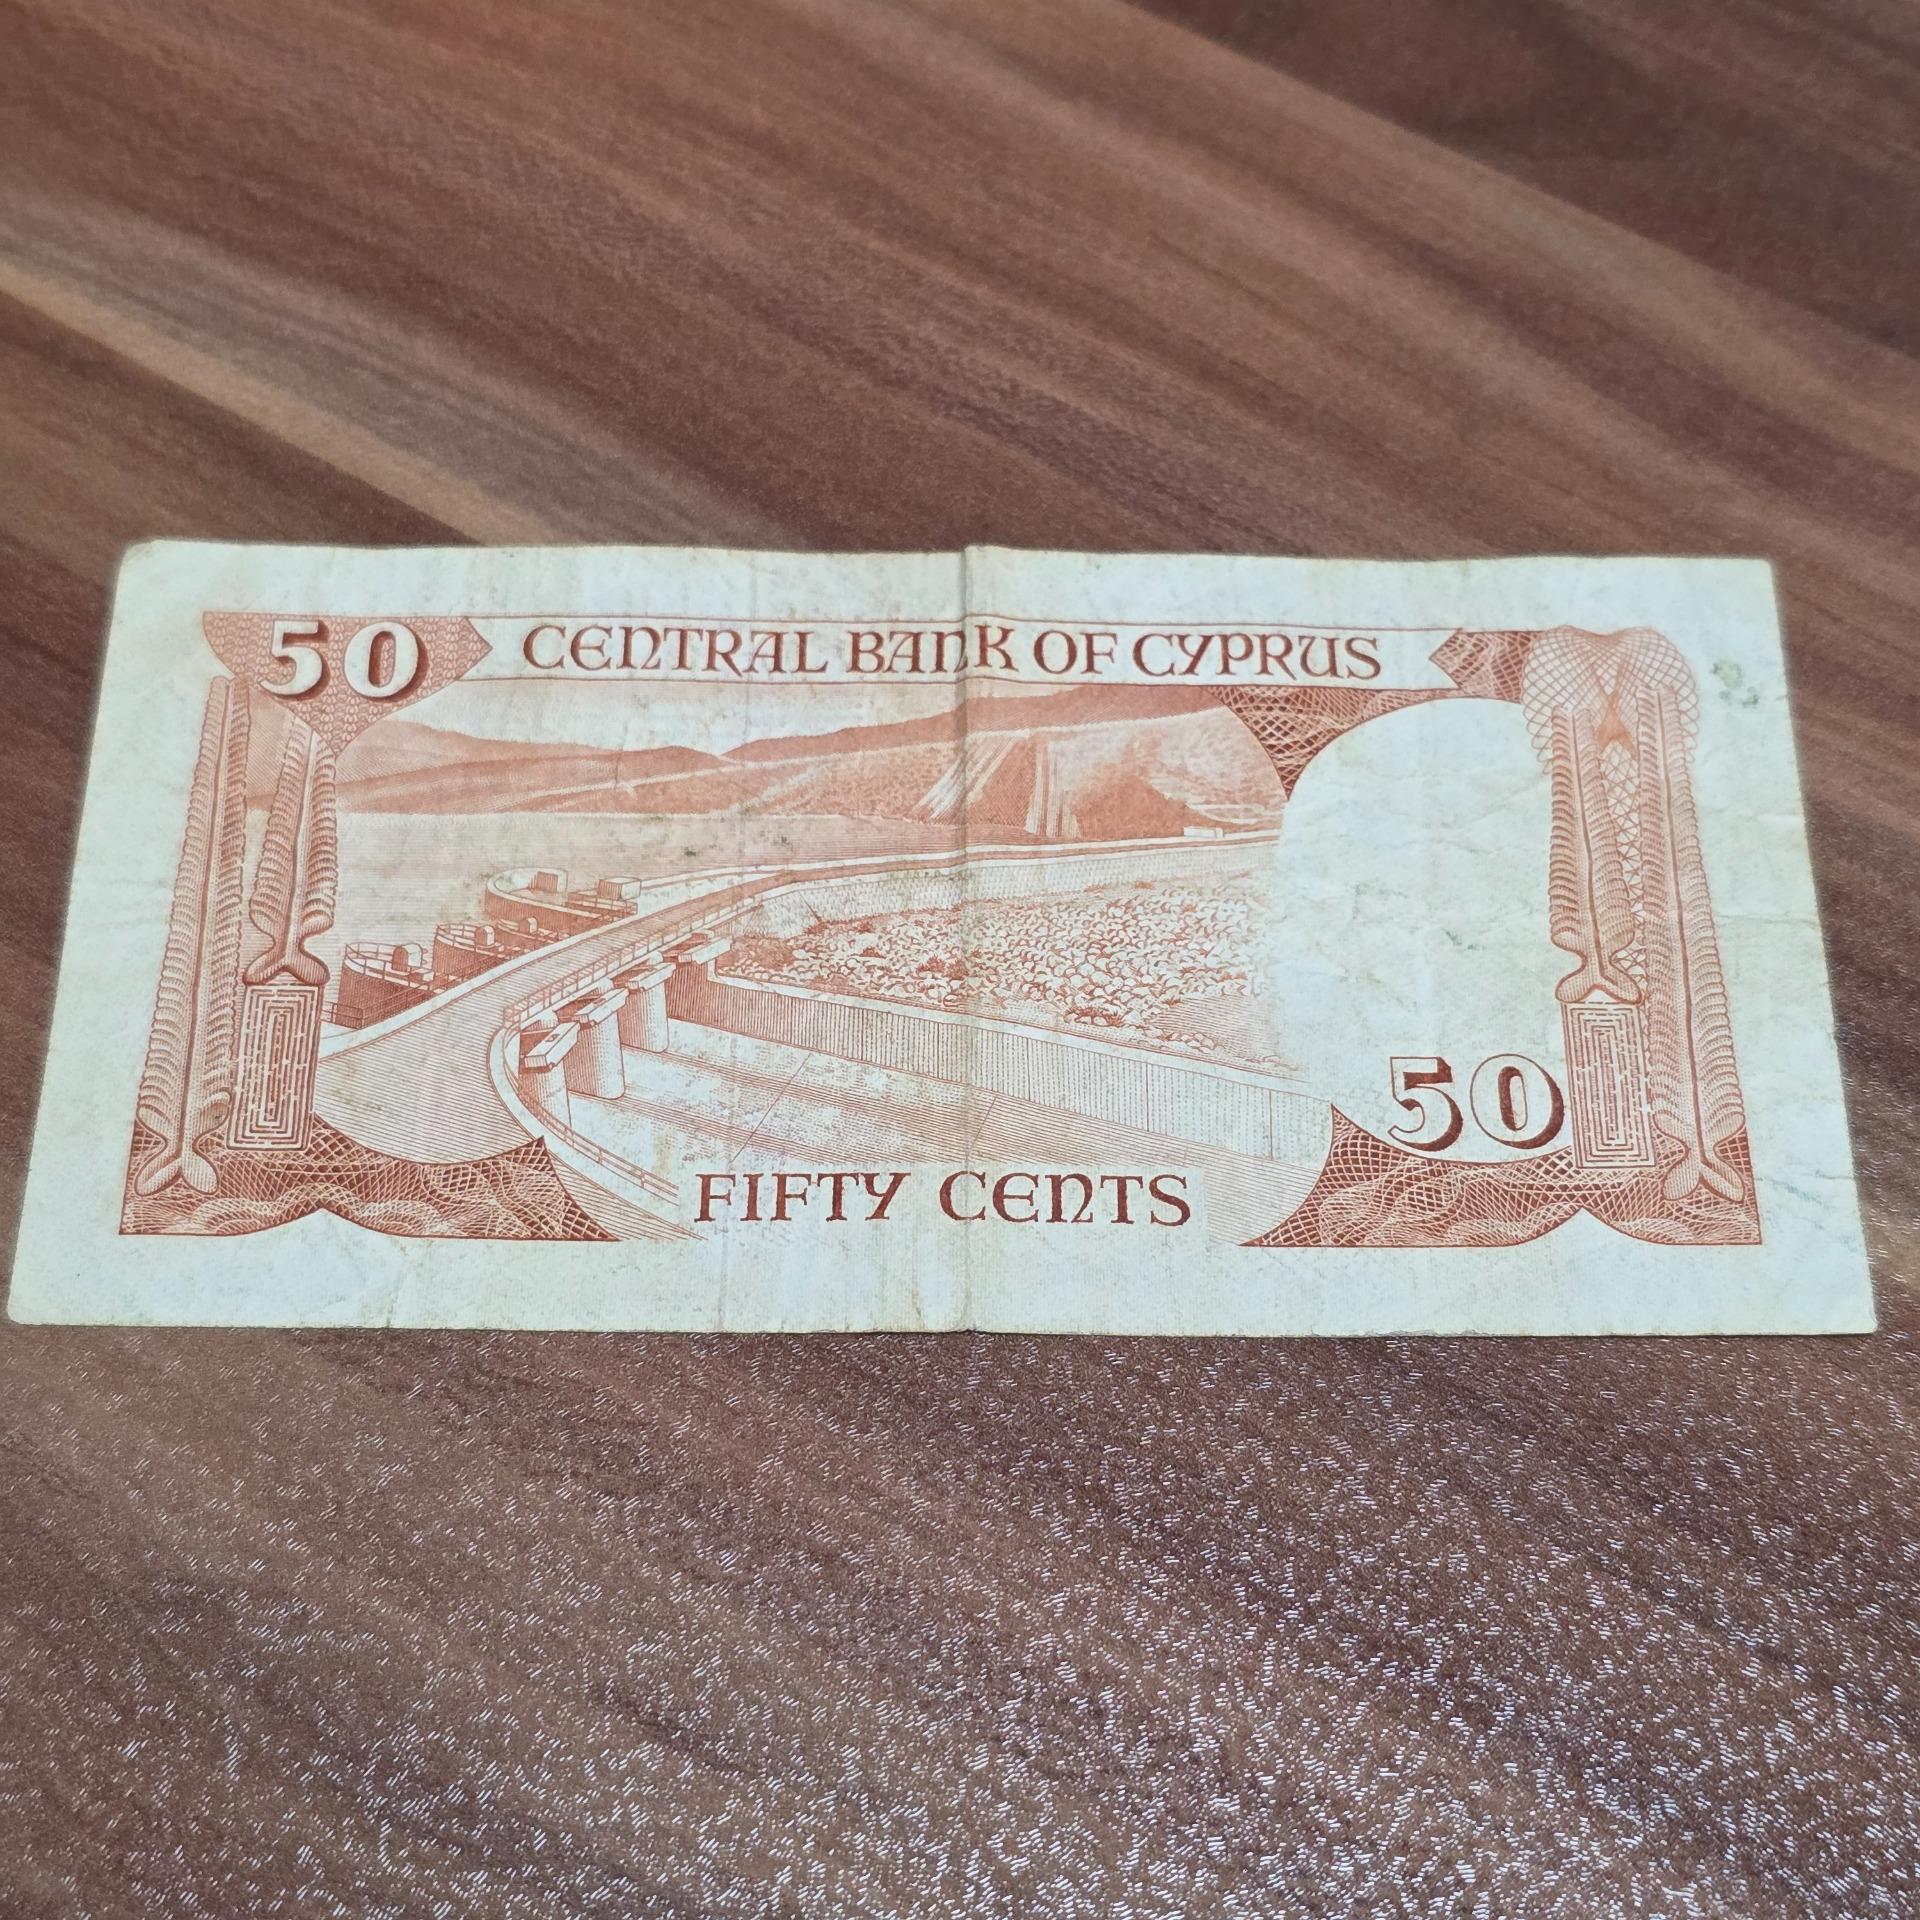 50 CENTRAL BANK OF CYPRUS
50
FIFTY CENTS